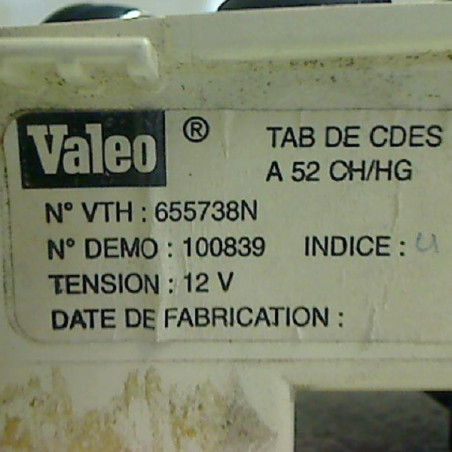 Valeo ® TAB DE CDES
A 52 CH/HG
N° VTH : 655738N
N° DEMO : 100839 INDICE :
TENSION : 12 V
DATE DE FABRICATION :